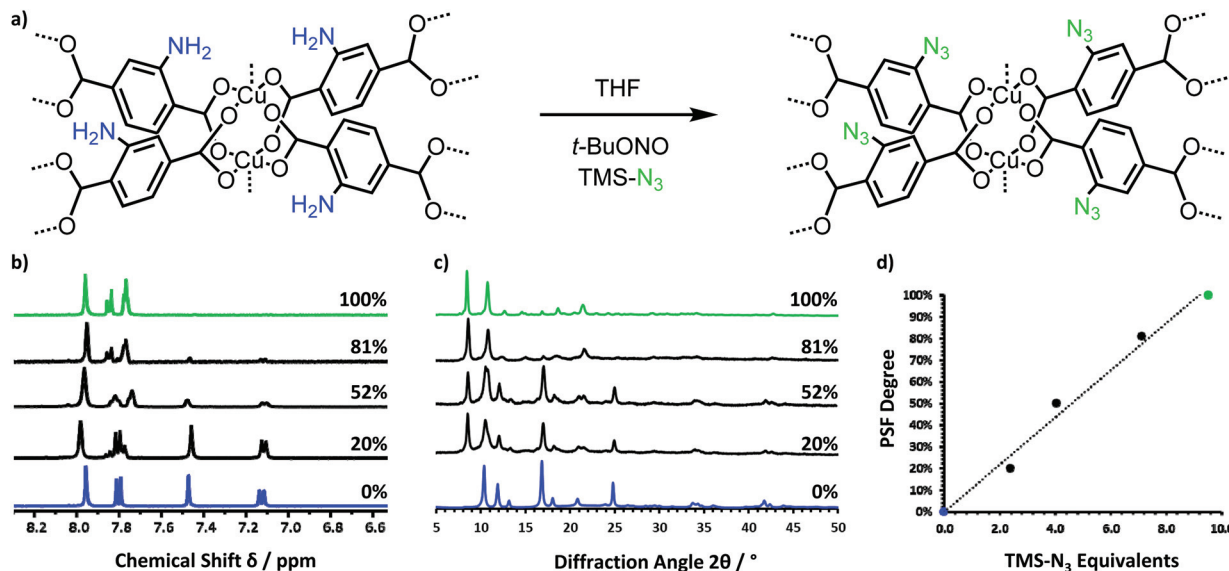 a)
O O NH2 H2N O O
O O Cu O O O O
THF
t-BuONO
TMS-N3
H2N O O O Cu O O H2N O O
O O N3 N3 O O
O O Cu O O O O
N3 O O O Cu O O N3 O O
b)
100%
81%
52%
20%
0%
8.2 8.0 7.8 7.6 7.4 7.2 7.0 6.8 6.6
Chemical Shift δ / ppm
c)
100%
81%
52%
20%
0%
5 10 15 20 25 30 35 40 45 50
Diffraction Angle 2θ / °
d)
PSF Degree
100%
90%
80%
70%
60%
50%
40%
30%
20%
10%
0%
0.0 2.0 4.0 6.0 8.0 10.0
TMS-N3 Equivalents